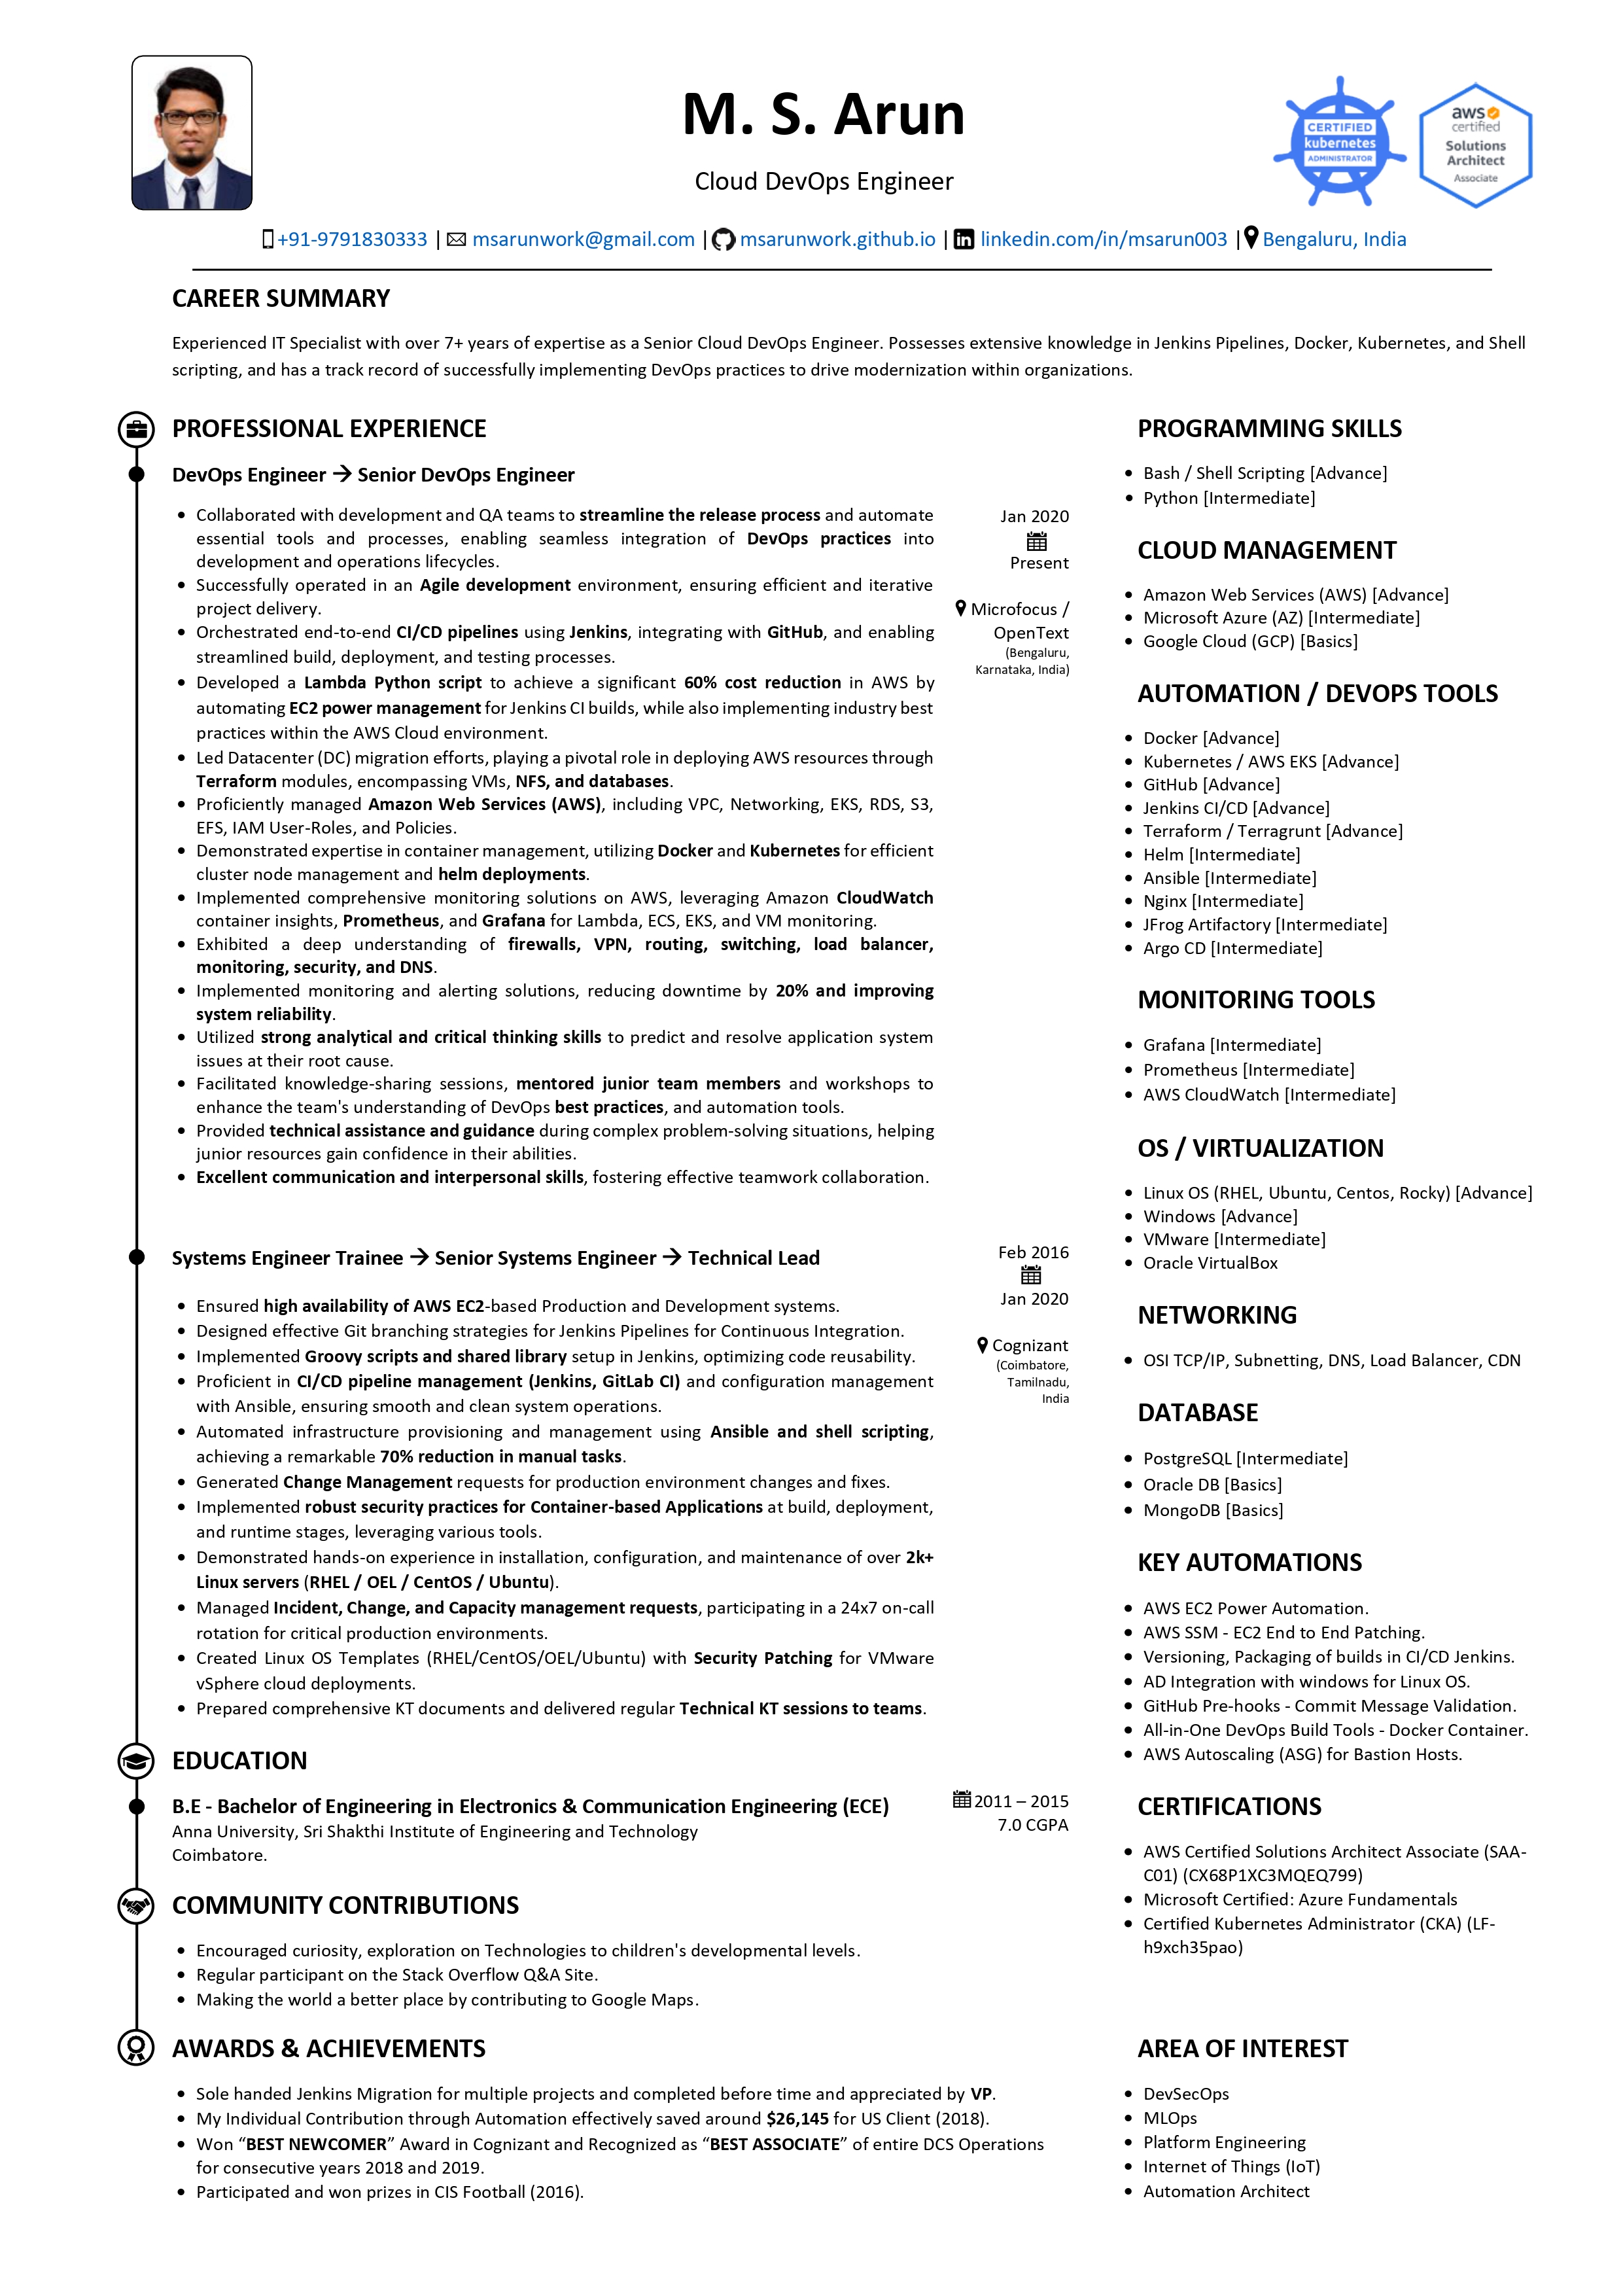 M. S. Arun
Cloud DevOps Engineer
CERTIFIED
kubernetes
ADMINISTRATOR
aws
certified
Solutions
Architect
Associate
+91-9791830333 | msarunwork@gmail.com | msarunwork.github.io | linkedin.com/in/msarun003 | Bengaluru, India
CAREER SUMMARY
Experienced IT Specialist with over 7+ years of expertise as a Senior Cloud DevOps Engineer. Possesses extensive knowledge in Jenkins Pipelines, Docker, Kubernetes, and Shell
scripting, and has a track record of successfully implementing DevOps practices to drive modernization within organizations.
PROFESSIONAL EXPERIENCE
DevOps Engineer → Senior DevOps Engineer
• Collaborated with development and QA teams to streamline the release process and automate
essential tools and processes, enabling seamless integration of DevOps practices into
development and operations lifecycles.
• Successfully operated in an Agile development environment, ensuring efficient and iterative
project delivery.
• Orchestrated end-to-end CI/CD pipelines using Jenkins, integrating with GitHub, and enabling
streamlined build, deployment, and testing processes.
• Developed a Lambda Python script to achieve a significant 60% cost reduction in AWS by
automating EC2 power management for Jenkins CI builds, while also implementing industry best
practices within the AWS Cloud environment.
• Led Datacenter (DC) migration efforts, playing a pivotal role in deploying AWS resources through
Terraform modules, encompassing VMs, NFS, and databases.
• Proficiently managed Amazon Web Services (AWS), including VPC, Networking, EKS, RDS, S3,
EFS, IAM User-Roles, and Policies.
• Demonstrated expertise in container management, utilizing Docker and Kubernetes for efficient
cluster node management and helm deployments.
• Implemented comprehensive monitoring solutions on AWS, leveraging Amazon CloudWatch
container insights, Prometheus, and Grafana for Lambda, ECS, EKS, and VM monitoring.
• Exhibited a deep understanding of firewalls, VPN, routing, switching, load balancer,
monitoring, security, and DNS.
• Implemented monitoring and alerting solutions, reducing downtime by 20% and improving
system reliability.
• Utilized strong analytical and critical thinking skills to predict and resolve application system
issues at their root cause.
• Facilitated knowledge-sharing sessions, mentored junior team members and workshops to
enhance the team's understanding of DevOps best practices, and automation tools.
• Provided technical assistance and guidance during complex problem-solving situations, helping
junior resources gain confidence in their abilities.
• Excellent communication and interpersonal skills, fostering effective teamwork collaboration.
Jan 2020
Present
Microfocus /
OpenText
(Bengaluru,
Karnataka, India)
Systems Engineer Trainee → Senior Systems Engineer → Technical Lead
• Ensured high availability of AWS EC2-based Production and Development systems.
• Designed effective Git branching strategies for Jenkins Pipelines for Continuous Integration.
• Implemented Groovy scripts and shared library setup in Jenkins, optimizing code reusability.
• Proficient in CI/CD pipeline management (Jenkins, GitLab CI) and configuration management
with Ansible, ensuring smooth and clean system operations.
• Automated infrastructure provisioning and management using Ansible and shell scripting,
achieving a remarkable 70% reduction in manual tasks.
• Generated Change Management requests for production environment changes and fixes.
• Implemented robust security practices for Container-based Applications at build, deployment,
and runtime stages, leveraging various tools.
• Demonstrated hands-on experience in installation, configuration, and maintenance of over 2k+
Linux servers (RHEL / OEL / CentOS / Ubuntu).
• Managed Incident, Change, and Capacity management requests, participating in a 24x7 on-call
rotation for critical production environments.
• Created Linux OS Templates (RHEL/CentOS/OEL/Ubuntu) with Security Patching for VMware
vSphere cloud deployments.
• Prepared comprehensive KT documents and delivered regular Technical KT sessions to teams.
Feb 2016
Jan 2020
Cognizant
(Coimbatore,
Tamilnadu,
India
EDUCATION
B.E - Bachelor of Engineering in Electronics & Communication Engineering (ECE)
Anna University, Sri Shakthi Institute of Engineering and Technology
Coimbatore.
2011 – 2015
7.0 CGPA
COMMUNITY CONTRIBUTIONS
• Encouraged curiosity, exploration on Technologies to children's developmental levels.
• Regular participant on the Stack Overflow Q&A Site.
• Making the world a better place by contributing to Google Maps.
AWARDS & ACHIEVEMENTS
• Sole handed Jenkins Migration for multiple projects and completed before time and appreciated by VP.
• My Individual Contribution through Automation effectively saved around $26,145 for US Client (2018).
• Won “BEST NEWCOMER” Award in Cognizant and Recognized as “BEST ASSOCIATE” of entire DCS Operations
for consecutive years 2018 and 2019.
• Participated and won prizes in CIS Football (2016).
PROGRAMMING SKILLS
• Bash / Shell Scripting [Advance]
• Python [Intermediate]
CLOUD MANAGEMENT
• Amazon Web Services (AWS) [Advance]
• Microsoft Azure (AZ) [Intermediate]
• Google Cloud (GCP) [Basics]
AUTOMATION / DEVOPS TOOLS
• Docker [Advance]
• Kubernetes / AWS EKS [Advance]
• GitHub [Advance]
• Jenkins CI/CD [Advance]
• Terraform / Terragrunt [Advance]
• Helm [Intermediate]
• Ansible [Intermediate]
• Nginx [Intermediate]
• JFrog Artifactory [Intermediate]
• Argo CD [Intermediate]
MONITORING TOOLS
• Grafana [Intermediate]
• Prometheus [Intermediate]
• AWS CloudWatch [Intermediate]
OS / VIRTUALIZATION
• Linux OS (RHEL, Ubuntu, Centos, Rocky) [Advance]
• Windows [Advance]
• VMware [Intermediate]
• Oracle VirtualBox
NETWORKING
• OSI TCP/IP, Subnetting, DNS, Load Balancer, CDN
DATABASE
• PostgreSQL [Intermediate]
• Oracle DB [Basics]
• MongoDB [Basics]
KEY AUTOMATIONS
• AWS EC2 Power Automation.
• AWS SSM - EC2 End to End Patching.
• Versioning, Packaging of builds in CI/CD Jenkins.
• AD Integration with windows for Linux OS.
• GitHub Pre-hooks - Commit Message Validation.
• All-in-One DevOps Build Tools - Docker Container.
• AWS Autoscaling (ASG) for Bastion Hosts.
CERTIFICATIONS
• AWS Certified Solutions Architect Associate (SAA-
C01) (CX68P1XC3MQEQ799)
• Microsoft Certified: Azure Fundamentals
• Certified Kubernetes Administrator (CKA) (LF-
h9xch35pao)
AREA OF INTEREST
• DevSecOps
• MLOps
• Platform Engineering
• Internet of Things (IoT)
• Automation Architect